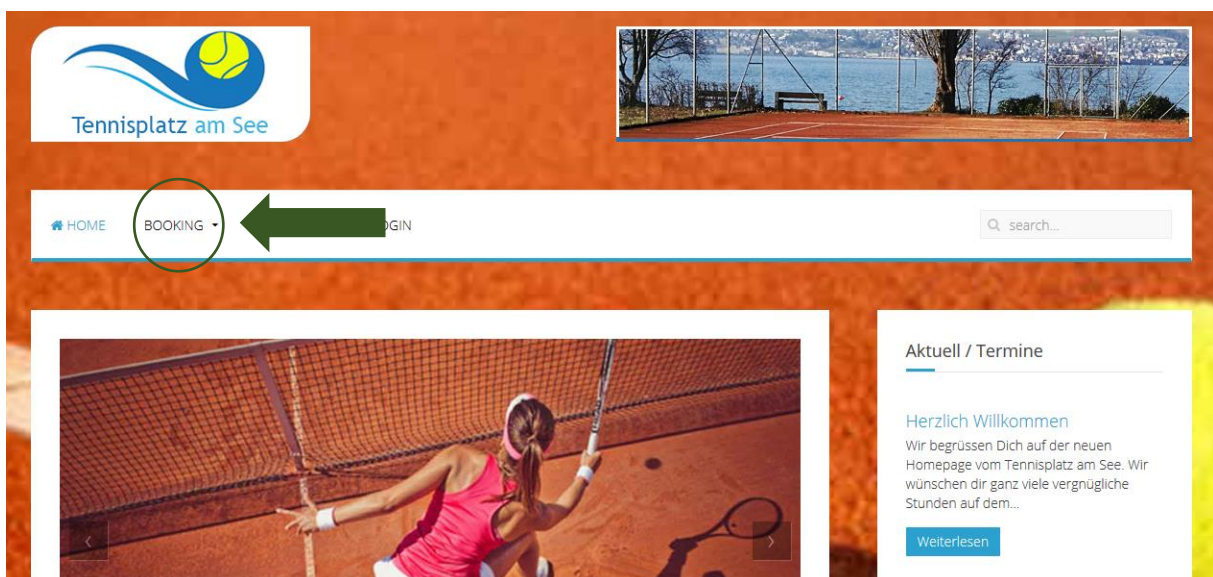 Tennisplatz am See
HOME BOOKING
search...
Aktuell / Termine
Herzlich Willkommen
Wir begrüssen Dich auf der neuen
Homepage vom Tennisplatz am See. Wir
wünschen dir ganz viele vergnügliche
Stunden auf dem...
Weiterlesen